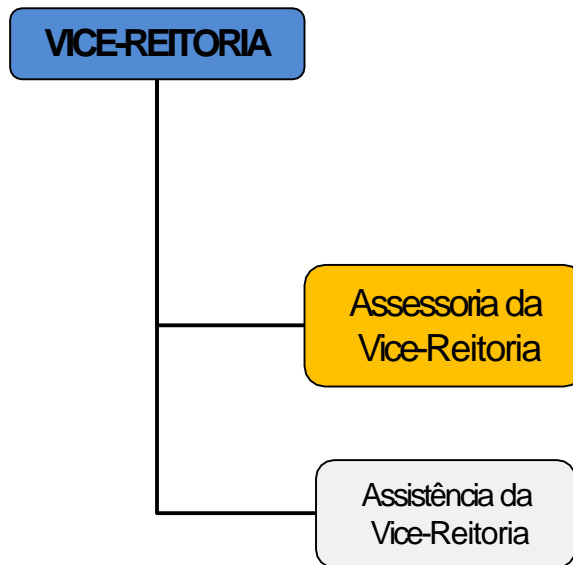 VICE-REITORIA
Assessoria da
Vice-Reitoria
Assistência da
Vice-Reitoria